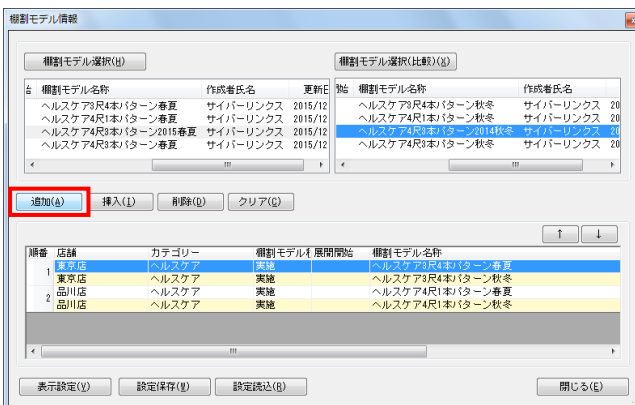 棚割モデル情報
棚割モデル選択(H) 棚割モデル選択(比較)(X)
棚割モデル名称 作成者氏名 更新E
ヘルスケア3尺4本パターン春夏 サイバーリンクス 2015/12
ヘルスケア4尺1本パターン春夏 サイバーリンクス 2015/12
ヘルスケア4尺3本パターン2015春夏 サイバーリンクス 2015/12
ヘルスケア4尺3本パターン春夏 サイバーリンクス 2015/12
始 棚割モデル名称 作成者氏名
ヘルスケア3尺4本パターン秋冬 サイバーリンクス 20
ヘルスケア4尺1本パターン秋冬 サイバーリンクス 20
ヘルスケア4尺3本パターン2014秋冬 サイバーリンクス 20
ヘルスケア4尺3本パターン秋冬 サイバーリンクス 20
追加(A) 挿入(I) 削除(D) クリア(C)
↑ ↓
順番 店舗 カテゴリー 棚割モデル 展開開始 棚割モデル名称
1 東京店 ヘルスケア 実施 ヘルスケア3尺4本パターン春夏
東京店 ヘルスケア 実施 ヘルスケア3尺4本パターン秋冬
2 品川店 ヘルスケア 実施 ヘルスケア4尺1本パターン春夏
品川店 ヘルスケア 実施 ヘルスケア4尺1本パターン秋冬
表示設定(V) 設定保存(W) 設定読込(R) 閉じる(E)